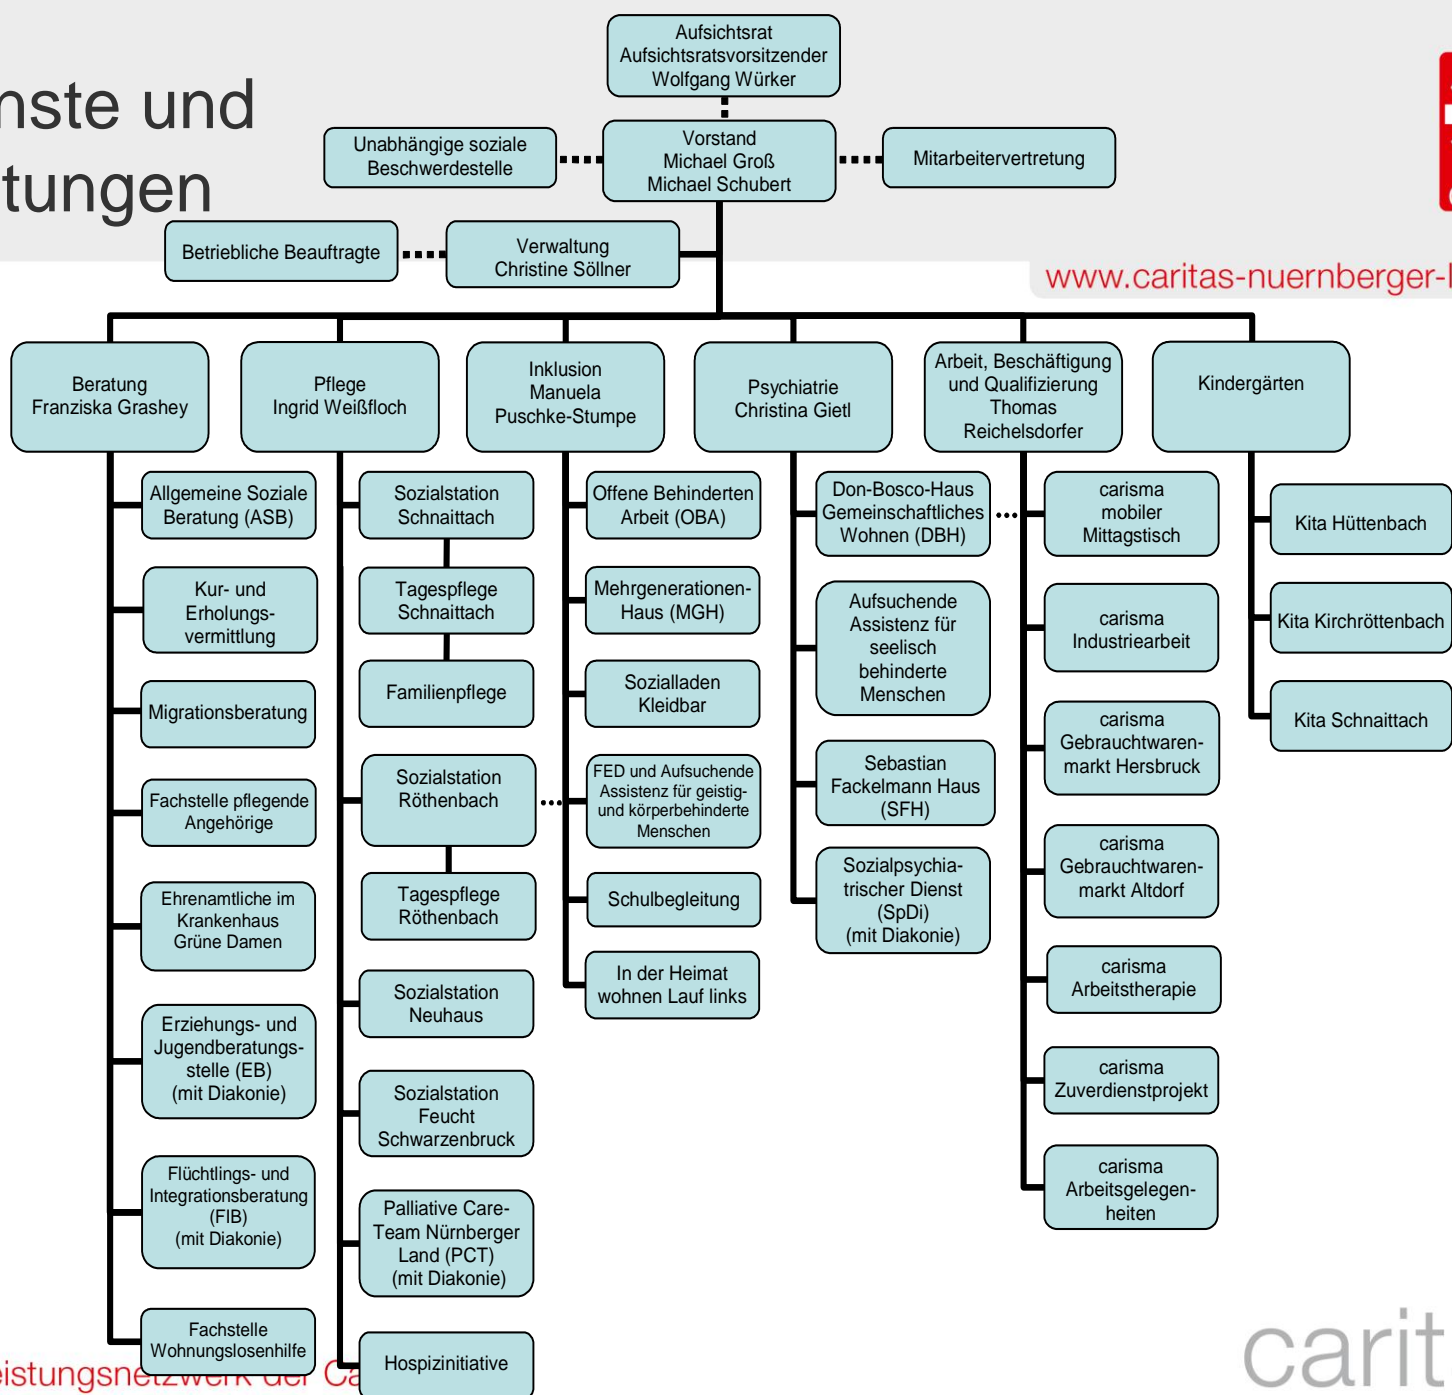 Aufsichtsrat
Aufsichtsratsvorsitzender
Wolfgang Würker
nste und
tungen
Unabhängige soziale
Beschwerdestelle
Vorstand
Michael Groß
Michael Schubert
Mitarbeitervertretung
Betriebliche Beauftragte
Verwaltung
Christine Söllner
www.caritas-nuernberger-l
Beratung
Franziska Grashey
Pflege
Ingrid Weißfloch
Inklusion
Manuela
Puschke-Stumpe
Psychiatrie
Christina Gietl
Arbeit, Beschäftigung
und Qualifizierung
Thomas
Reichelsdorfer
Kindergärten
Allgemeine Soziale
Beratung (ASB)
Kur- und
Erholungs-
vermittlung
Migrationsberatung
Fachstelle pflegende
Angehörige
Ehrenamtliche im
Krankenhaus
Grüne Damen
Erziehungs- und
Jugendberatungs-
stelle (EB)
(mit Diakonie)
Flüchtlings- und
Integrationsberatung
(FIB)
(mit Diakonie)
Fachstelle
Wohnungslosenhilfe
Sozialstation
Schnaittach
Tagespflege
Schnaittach
Familienpflege
Sozialstation
Röthenbach
Tagespflege
Röthenbach
Sozialstation
Neuhaus
Sozialstation
Feucht
Schwarzenbruck
Palliative Care-
Team Nürnberger
Land (PCT)
(mit Diakonie)
Hospizinitiative
Offene Behinderten
Arbeit (OBA)
Mehrgenerationen-
Haus (MGH)
Sozialladen
Kleidbar
FED und Aufsuchende
Assistenz für geistig-
und körperbehinderte
Menschen
Schulbegleitung
In der Heimat
wohnen Lauf links
Don-Bosco-Haus
Gemeinschaftliches
Wohnen (DBH)
Aufsuchende
Assistenz für
seelisch
behinderte
Menschen
Sebastian
Fackelmann Haus
(SFH)
Sozialpsychia-
trischer Dienst
(SpDi)
(mit Diakonie)
carisma
mobiler
Mittagstisch
carisma
Industriearbeit
carisma
Gebrauchtwaren-
markt Hersbruck
carisma
Gebrauchtwaren-
markt Altdorf
carisma
Arbeitstherapie
carisma
Zuverdienstprojekt
carisma
Arbeitsgelegen-
heiten
Kita Hüttenbach
Kita Kirchröttenbach
Kita Schnaittach
eistungsnetzwerk der Ca
carit